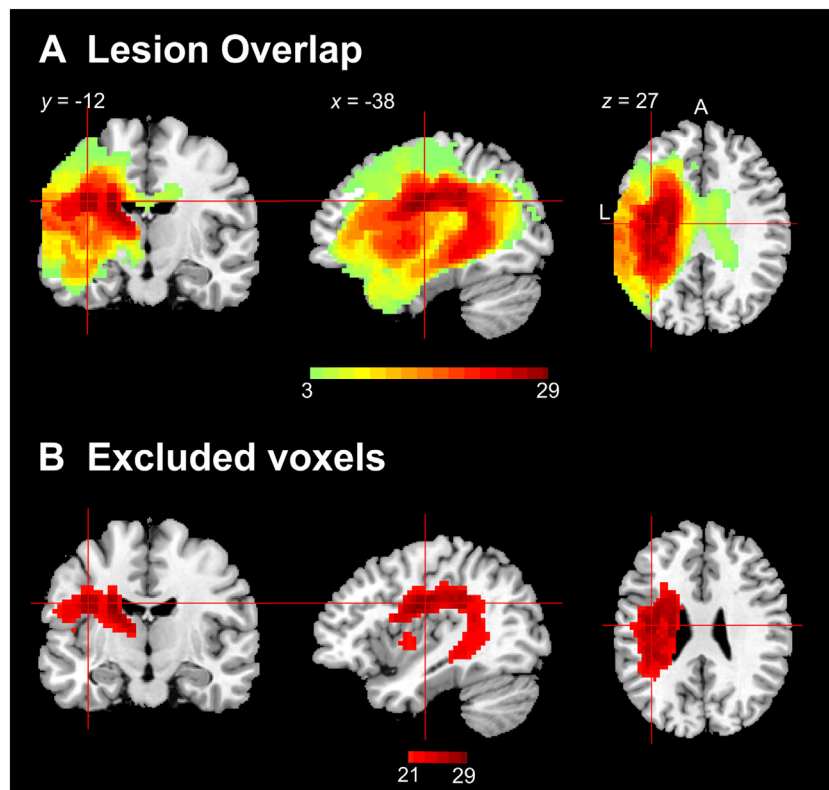 A Lesion Overlap
y = -12 x = -38 z = 27 A
L
3 29
B Excluded voxels
21 29